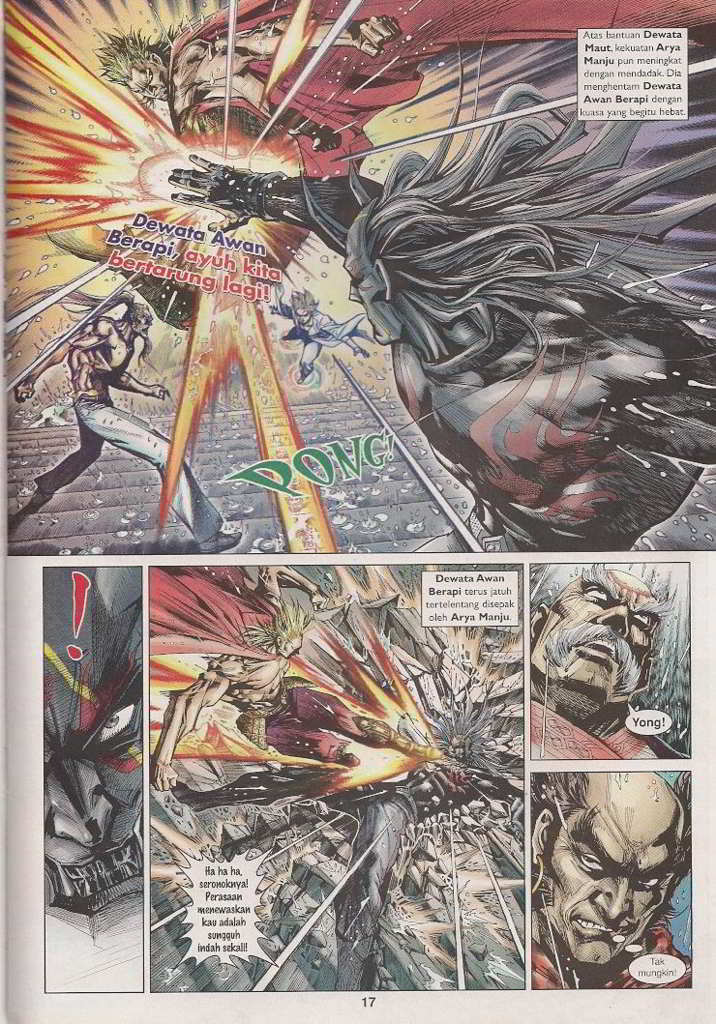 Atas bantuan Dewata
Maut, kekuatan Arya
Manju pun meningkat
dengan mendadak. Dia
menghentam Dewata
Awan Berapi dengan
kuasa yang begitu hebat.
Dewata Awan
Berapi, ayuh kita
bertarung lagi!
PONG!
!
Dewata Awan
Berapi terus jatuh
tertelentang disepak
oleh Arya Manju.
Ha ha ha,
seronoknya!
Perasaan
menewaskan
kau adalah
sungguh
indah sekali!
Yong!
Tak
mungkin!
17